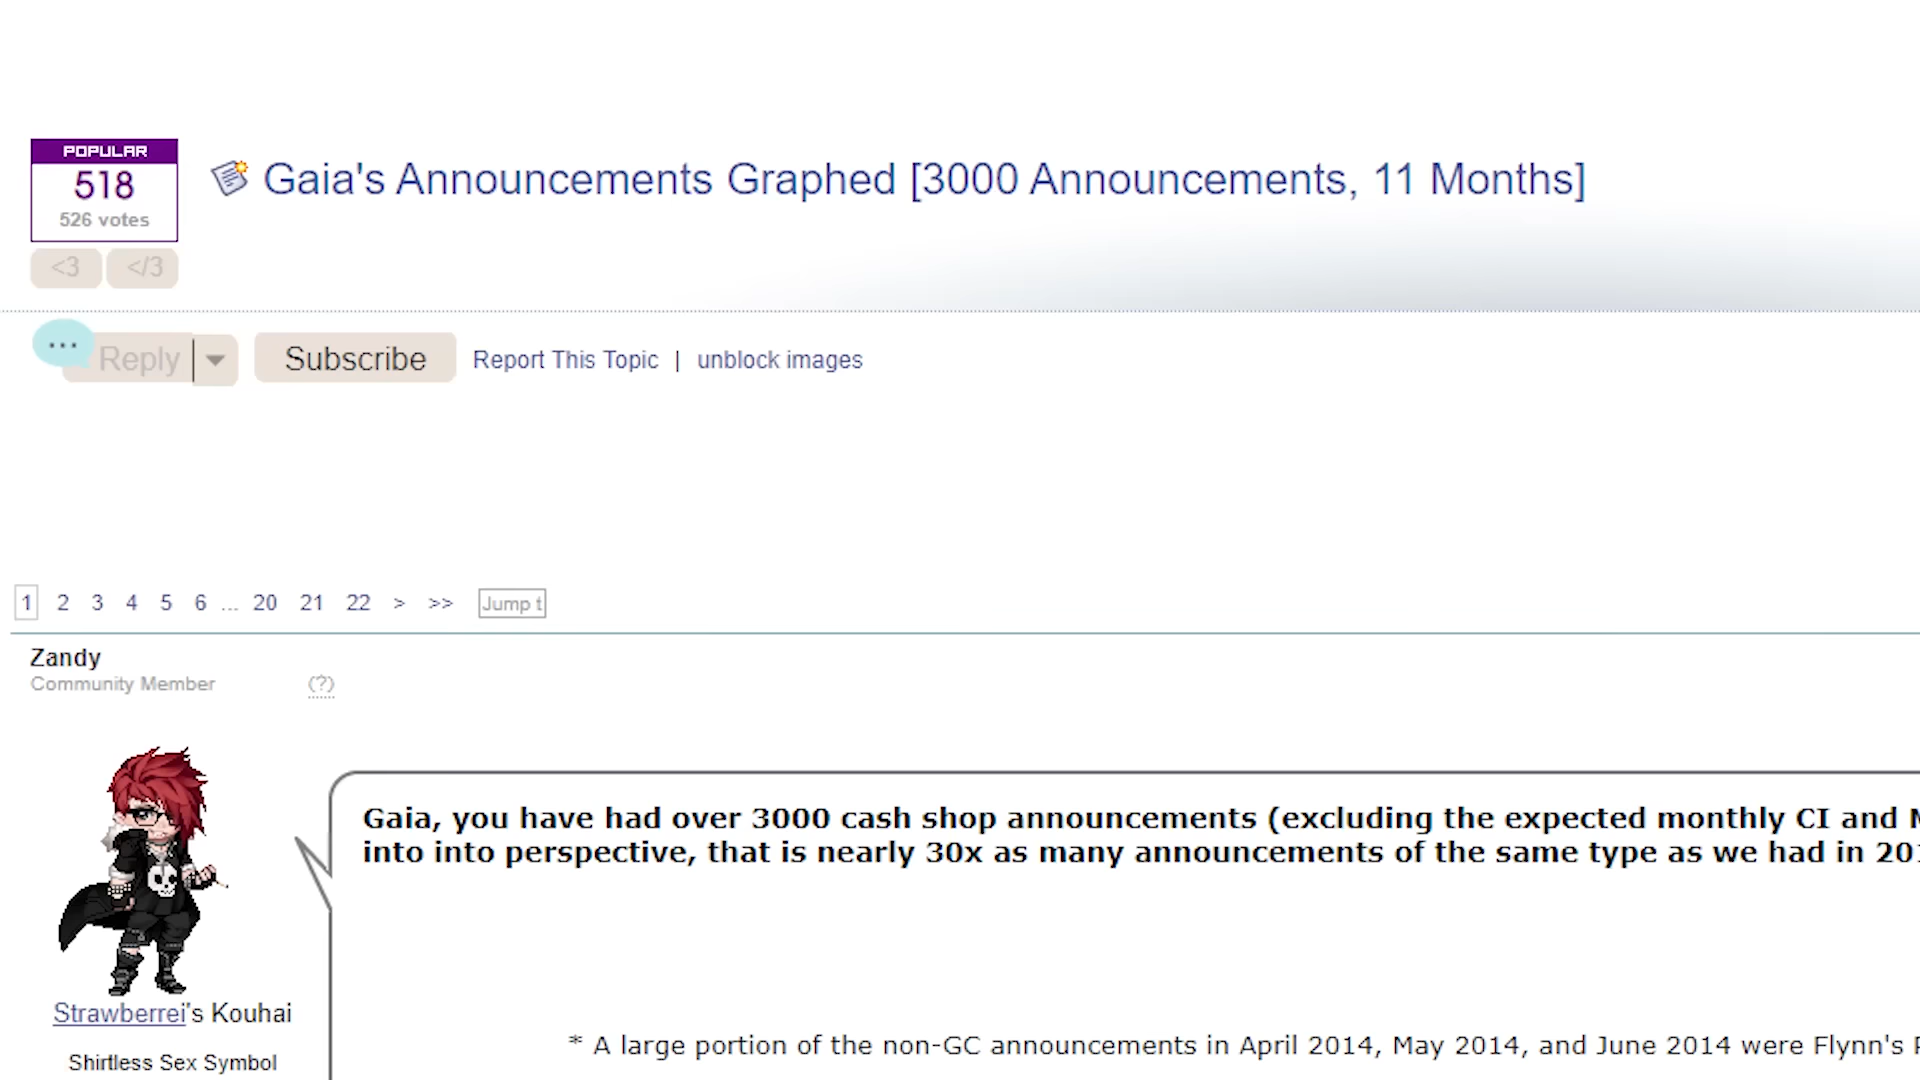 POPULAR
518
526 votes
<3 </3
Gaia's Announcements Graphed [3000 Announcements, 11 Months]
Reply Subscribe Report This Topic | unblock images
1 2 3 4 5 6 ... 20 21 22 > >> Jump t
Zandy
Community Member (?)
Gaia, you have had over 3000 cash shop announcements (excluding the expected monthly CI and
into into perspective, that is nearly 30x as many announcements of the same type as we had in
* A large portion of the non-GC announcements in April 2014, May 2014, and June 2014 were Flynn's
Strawberrei's Kouhai
Shirtless Sex Symbol